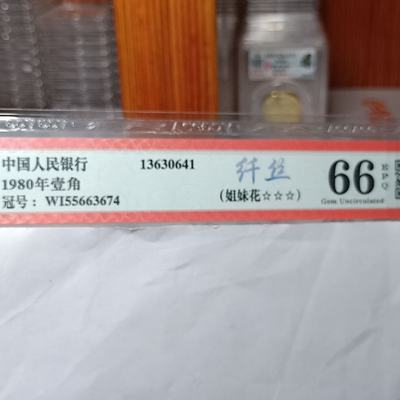 中国人民银行 13630641 纤丝
1980年壹角 (姐妹花☆☆☆)
冠号：WI55663674
66 EPQ
Gem Uncirculated